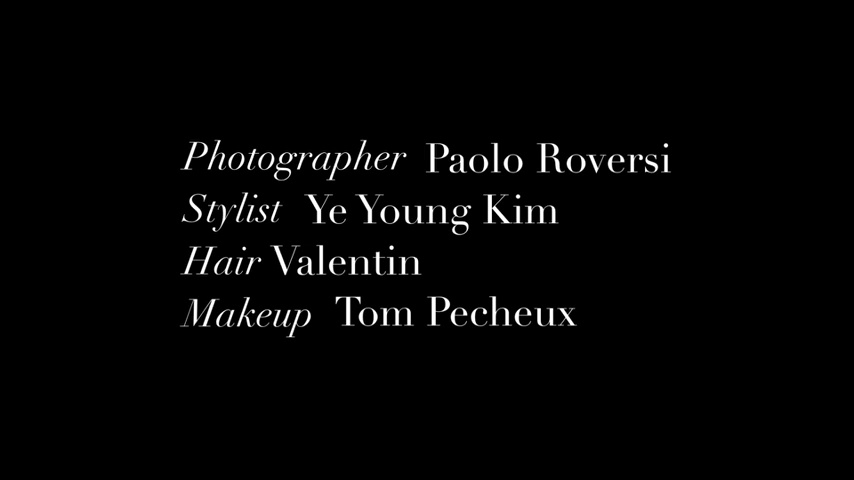 Photographer Paolo Roversi
Stylist Ye Young Kim
Hair Valentin
Makeup Tom Pecheux